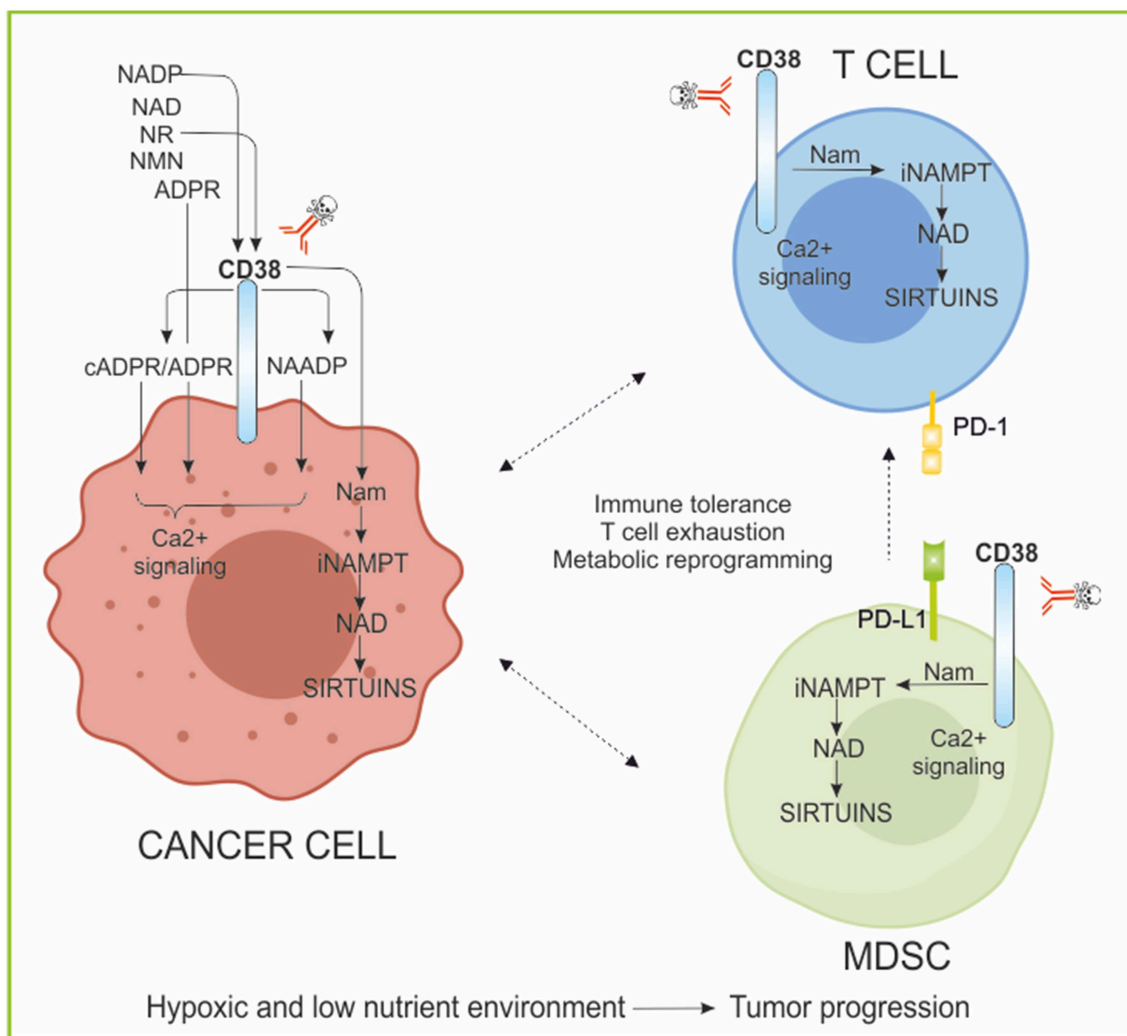 NADP
NAD
NR
NMN
ADPR
CD38
cADPR/ADPR
NAADP
Ca2+
signaling
Nam
iNAMPT
NAD
SIRTUINS
CANCER CELL
CD38
T CELL
Nam
iNAMPT
NAD
SIRTUINS
Ca2+
signaling
PD-1
Immune tolerance
T cell exhaustion
Metabolic reprogramming
PD-L1
CD38
Nam
iNAMPT
NAD
SIRTUINS
Ca2+
signaling
MDSC
Hypoxic and low nutrient environment
Tumor progression